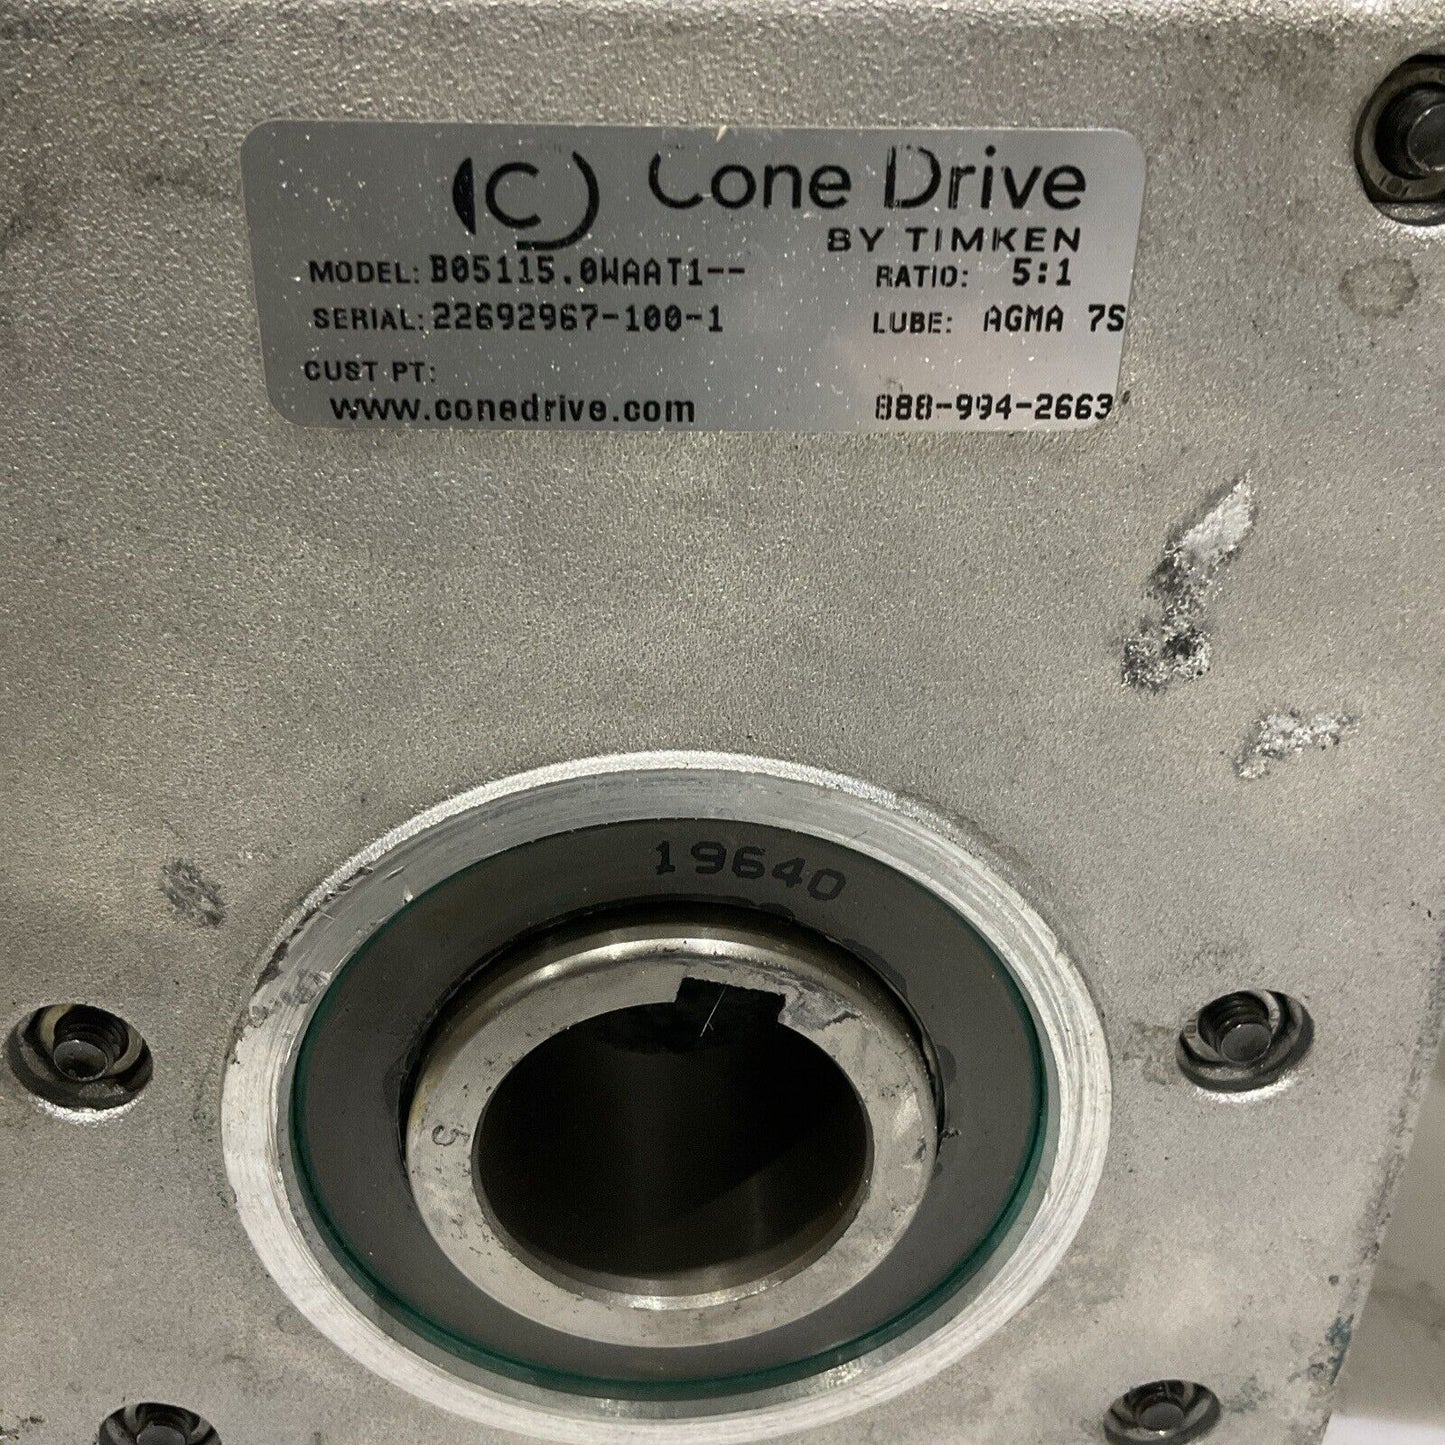 C Cone Drive
BY TIMKEN
MODEL: B05115.0WAAT1-- RATIO: 5:1
SERIAL: 22692967-100-1 LUBE: AGMA 7S
CUST PT:
www.conedrive.com 888-994-2663
19640
5